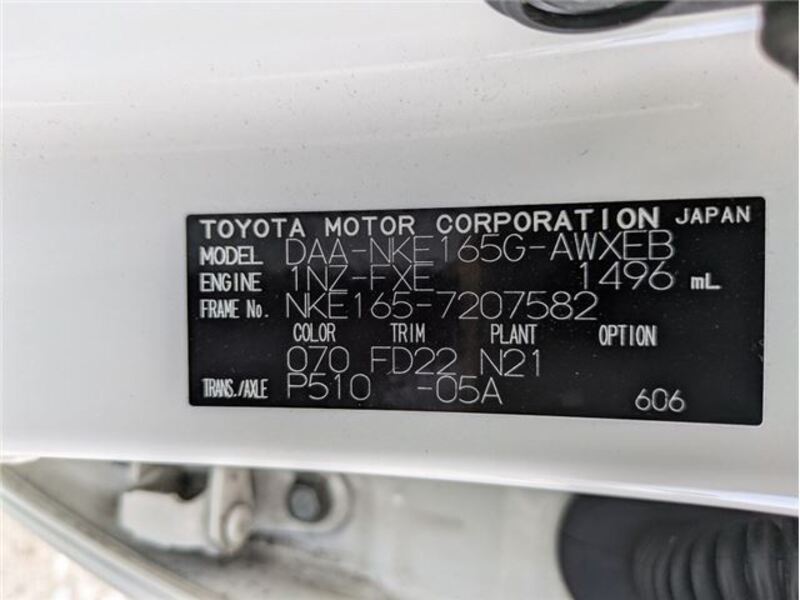 TOYOTA MOTOR CORPORATION JAPAN
MODEL DAA-NKE165G-AWXEB
ENGINE 1NZ-FXE 1496 mL
FRAME No. NKE165-7207582
COLOR TRIM PLANT OPTION
070 FD22 N21
TRANS./AXLE P510 -05A
606